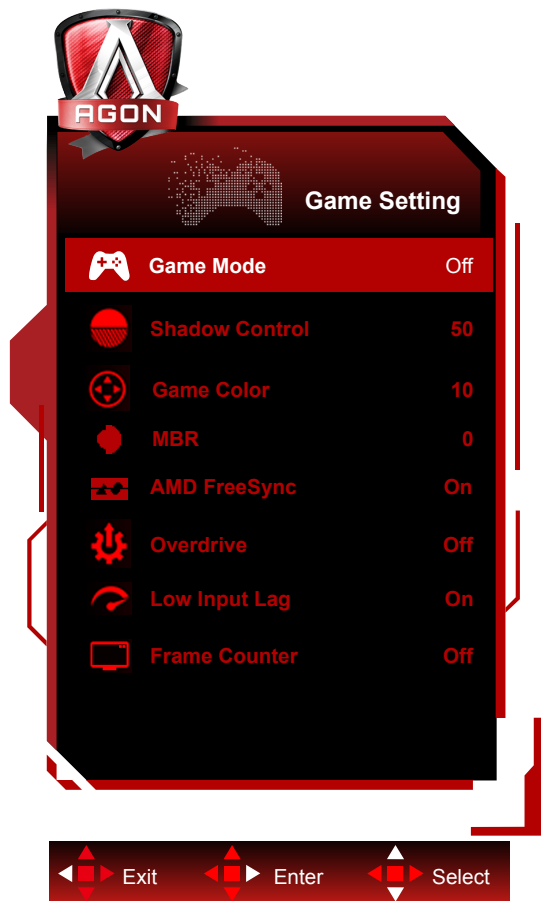 AGON
Game Setting
Game Mode Off
Shadow Control 50
Game Color 10
MBR 0
AMD FreeSync On
Overdrive Off
Low Input Lag On
Frame Counter Off
Exit Enter Select